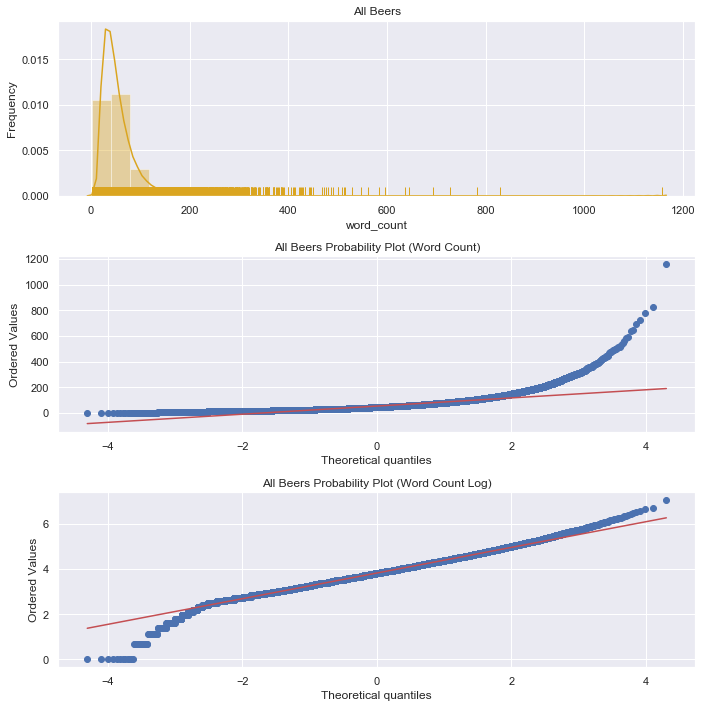 All Beers
0.015
0.010
0.005
0.000
Frequency
0 200 400 600 800 1000 1200
word_count
All Beers Probability Plot (Word Count)
1200
1000
800
600
400
200
0
Ordered Values
−4 −2 0 2 4
Theoretical quantiles
All Beers Probability Plot (Word Count Log)
6
4
2
0
Ordered Values
−4 −2 0 2 4
Theoretical quantiles